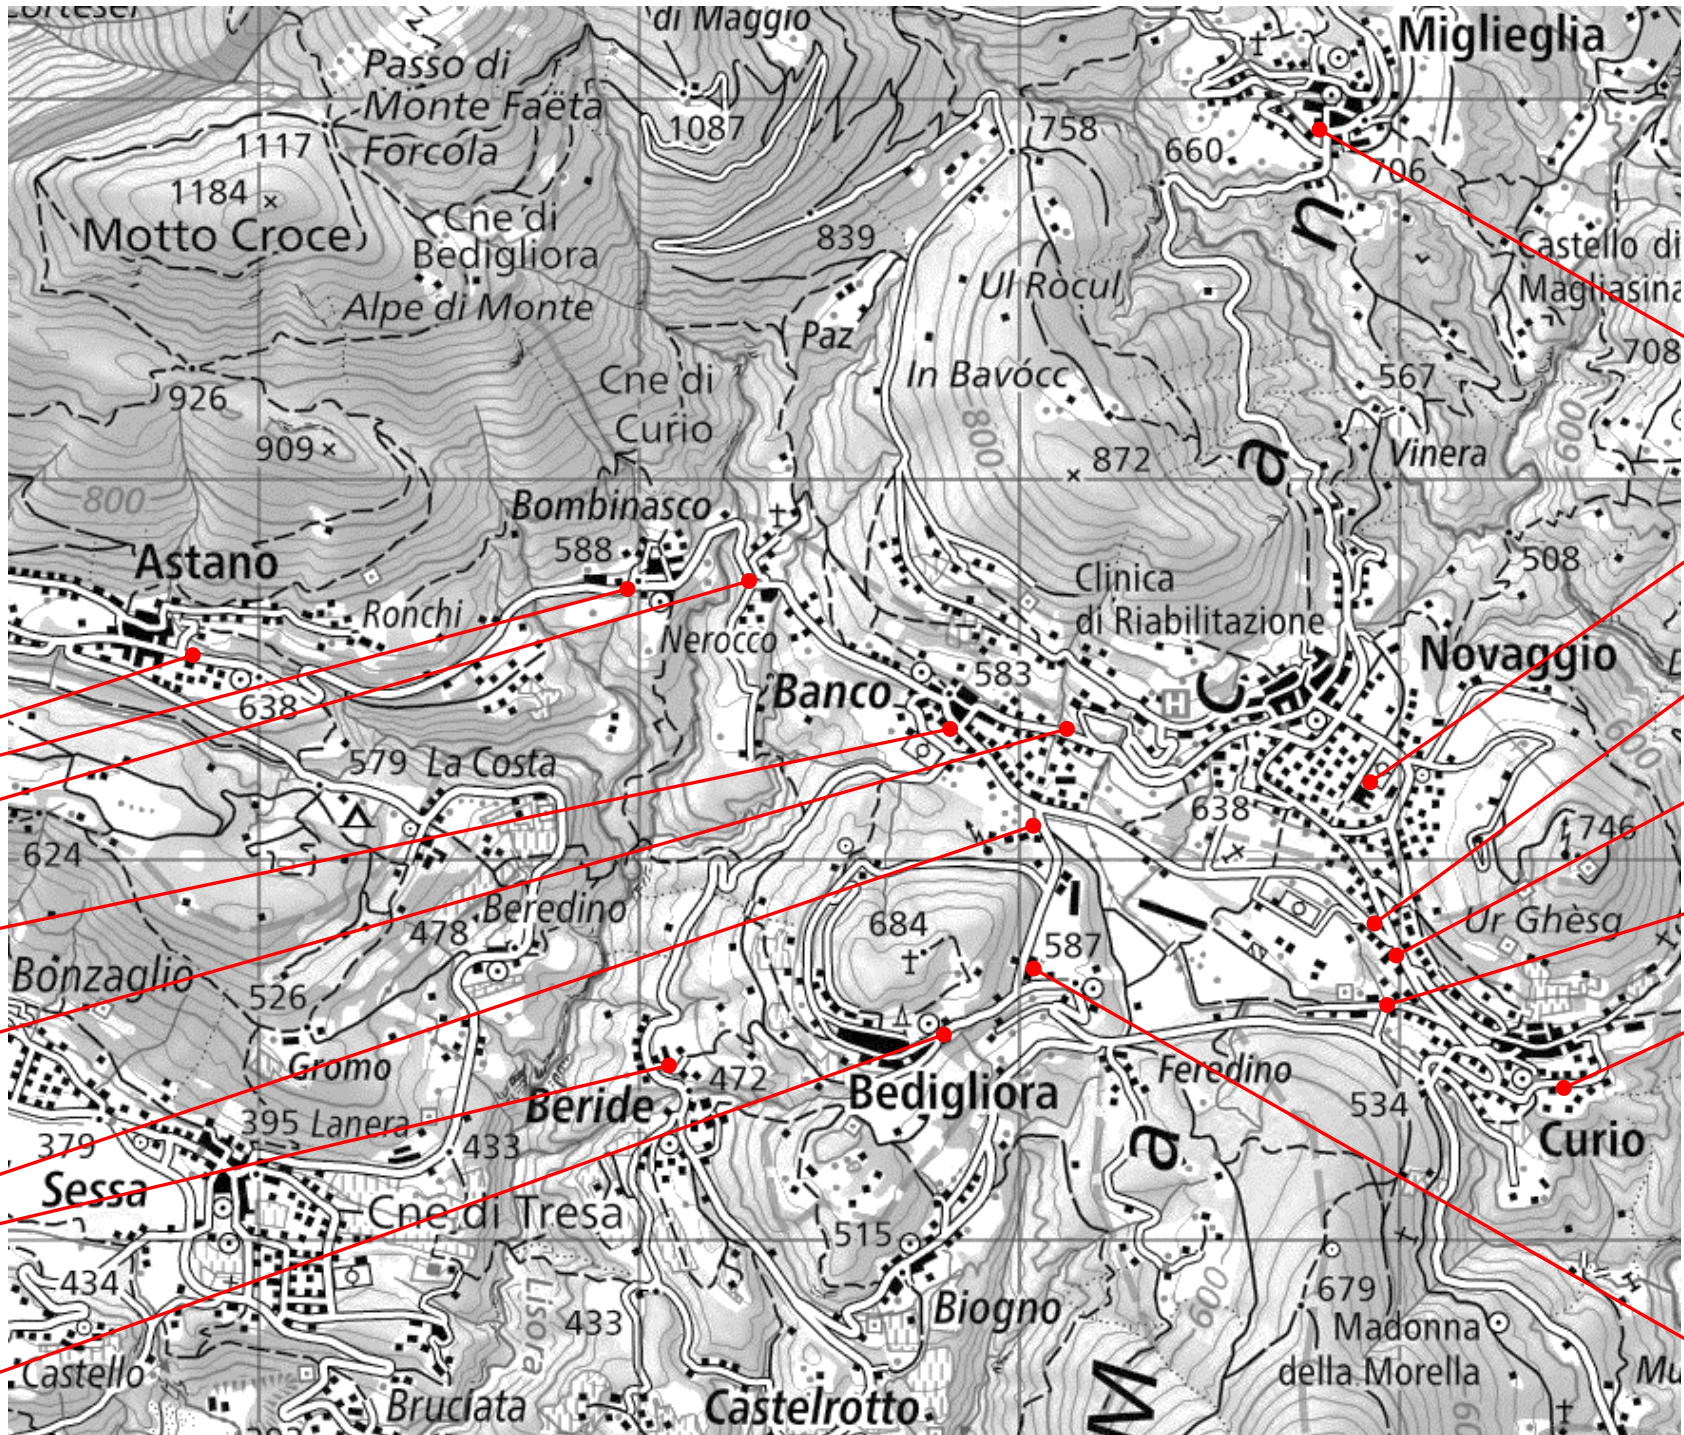 di Maggio
Miglieglia
Passo di
Monte Faëta
Forcola
1117
1087
758
660
706
1184
Motto Croce
Cne di
Bedigliora
839
n
Castello di
Magliasina
Alpe di Monte
Ul Rocul
Paz
708
926
Cne di
Curio
In Bavócc
567
800
909
872
a
Vinera
600
800
Bombinasco
588
Astano
508
Clinica
di Riabilitazione
Ronchi
Nerocco
Novaggio
583
Banco
C
H
638
579
La Costa
600
638
746
624
Beredino
478
684
587
Ur Ghèsg
Bonzaglio
526
Gromo
Feredino
472
Beride
Bedigliora
534
395
Lanera
379
433
Curio
a
Sessa
Cne di Tresa
515
434
Lisora
433
Biogno
600
679
Madonna
della Morella
Castello
Bruciata
Castelrotto
M
Mu